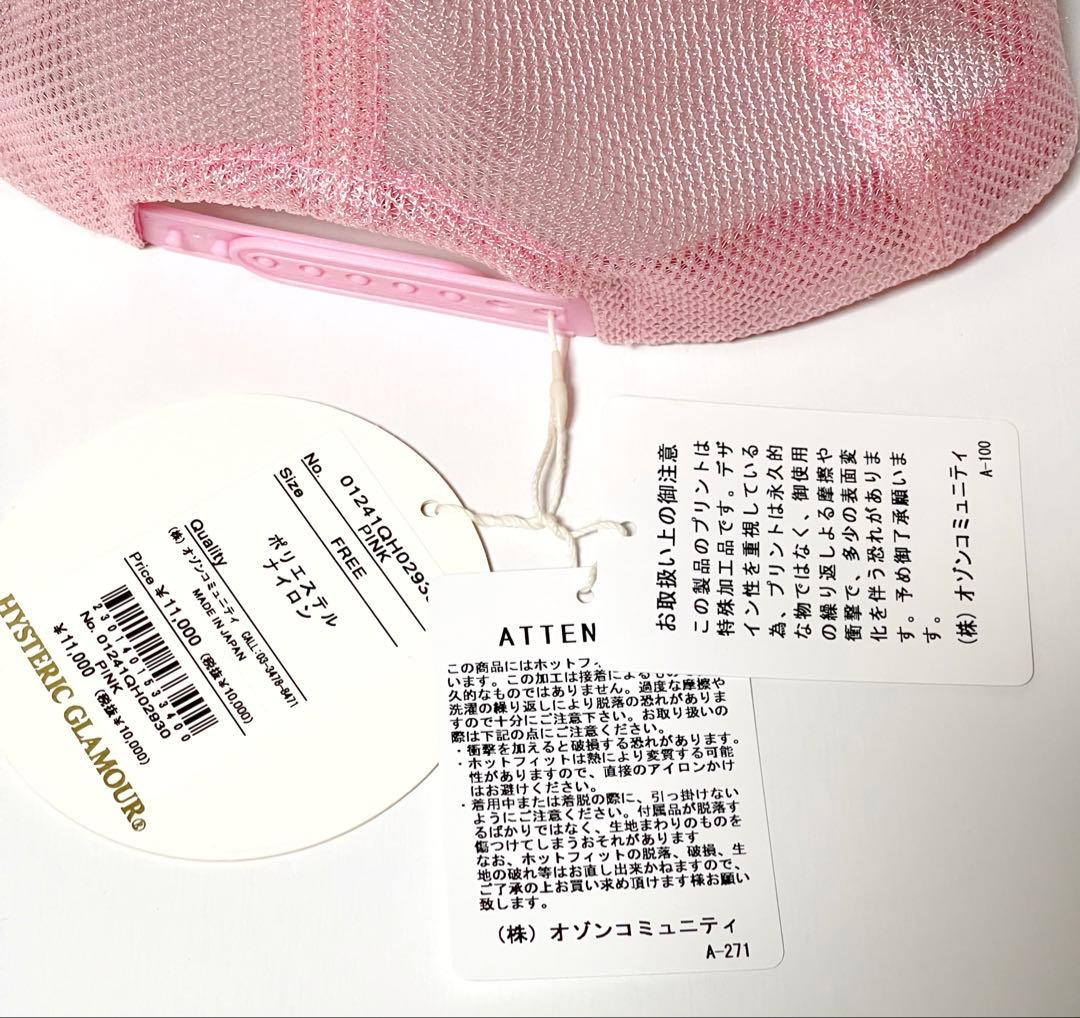 No. 01241QH0293
PINK
Size FREE
ポリエステル
ナイロン
Quality
(株) オゾンコミュニティ CALL:03-3478-8471
MADE IN JAPAN
Price ¥11,000 (税抜¥10,000)
2301401533400
No. 01241QH02930
PINK
¥11,000 (税抜¥10,000)
HYSTERIC GLAMOUR®
ATTEN
この商品にはホットフィ
います。この加工は接着による
久的なものではありません。過度な摩擦や
洗濯の繰り返しにより脱落の恐れがありま
すので十分にご注意下さい。お取り扱いの
際は下記の点にご注意ください。
・衝撃を加えると破損する恐れがあります。
・ホットフィットは熱により変質する可能
性がありますので、直接のアイロンかけ
はお避けください。
・着用中または着脱の際に、引っ掛けない
ようにご注意ください。付属品が脱落す
るばかりではなく、生地まわりのものを
傷つけてしまうおそれがあります
なお、ホットフィットの脱落、破損、生
地の破れ等はお直し出来かねますので、
ご了承の上お買い求め頂けます様お願い
致します。
(株) オゾンコミュニティ
A-271
お取扱い上の御注意
この製品のプリントは
特殊加工品です。デザ
イン性を重視している
為、プリントは永久的
な物ではなく、御使用
の繰り返しによる摩擦や
衝撃で、多少の表面変
化を伴う恐れがありま
す。予め御了承願いま
す。
(株) オゾンコミュニティ
A-100